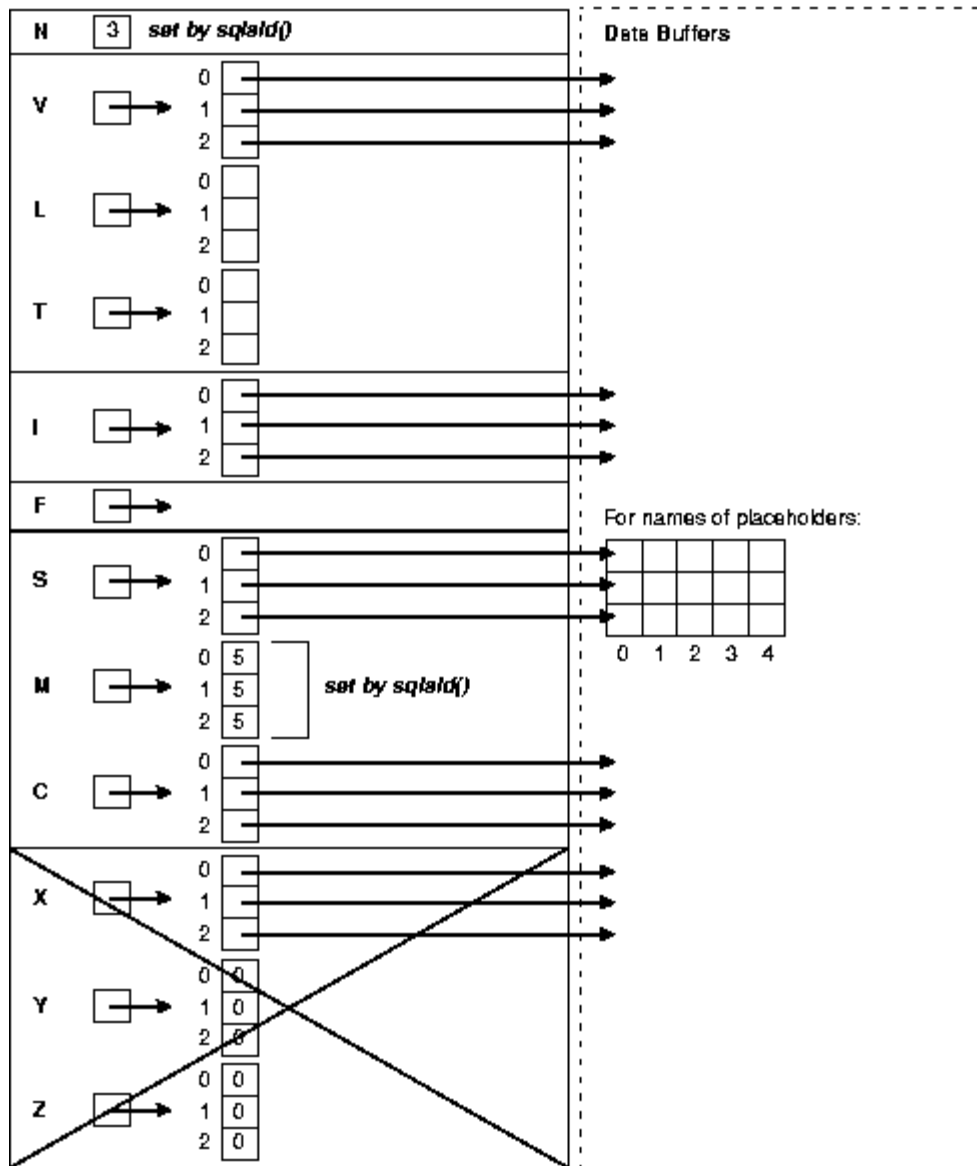 N 3 set by sqlald()
Data Buffers
V
0
1
2
L
0
1
2
T
0
1
2
I
0
1
2
F
For names of placeholders:
S
0
1
2
0 1 2 3 4
M
0 5
1 5
2 5
set by sqlald()
C
0
1
2
X
0
1
2
Y
0 0
1 0
2 0
Z
0 0
1 0
2 0